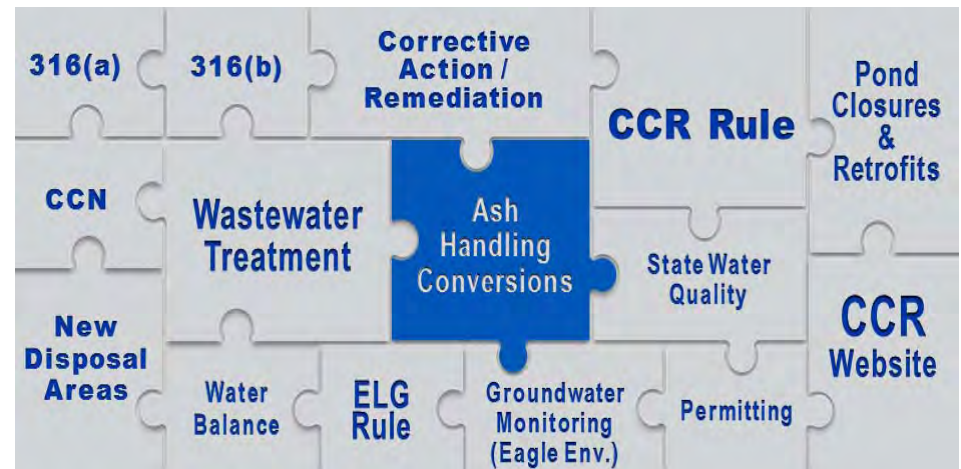 316(a)
316(b)
Corrective
Action /
Remediation
CCR Rule
Pond
Closures
&
Retrofits
CCN
Wastewater
Treatment
Ash
Handling
Conversions
State Water
Quality
New
Disposal
Areas
CCR
Website
Water
Balance
ELG
Rule
Groundwater
Monitoring
(Eagle Env.)
Permitting